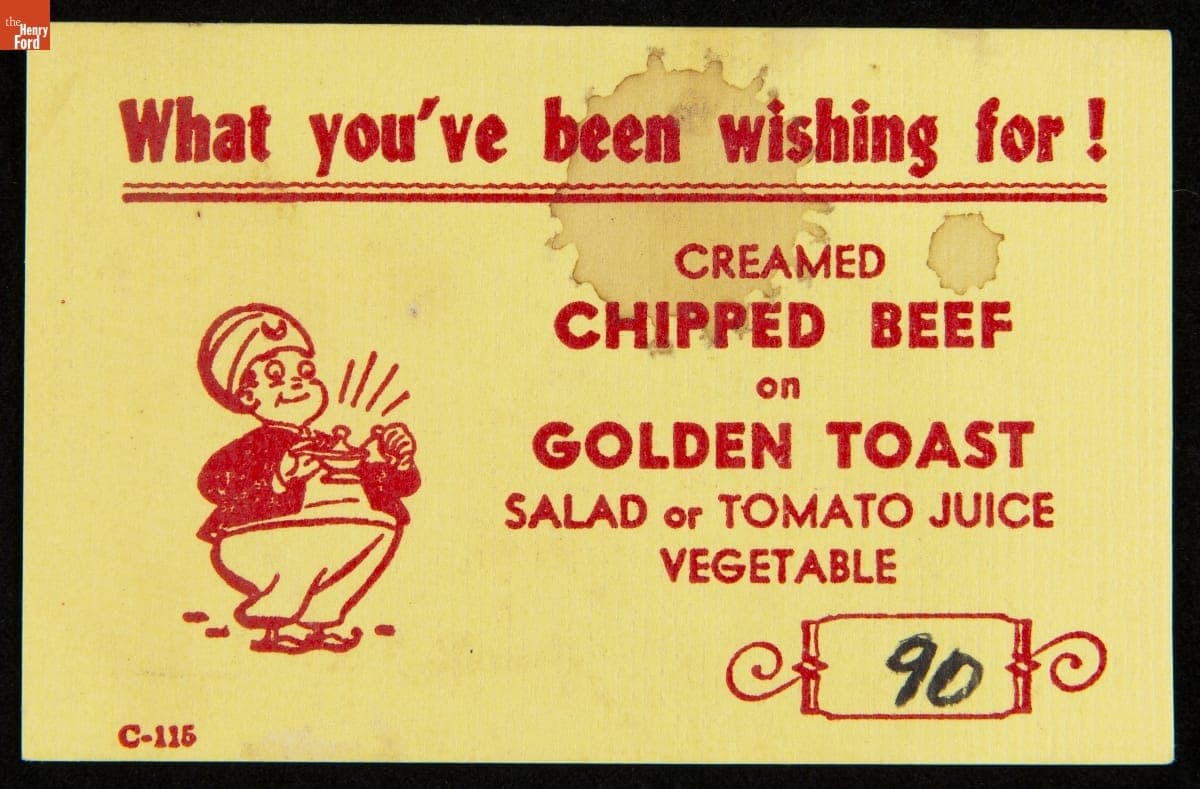 the
Henry
Ford
What you've been wishing for!
CREAMED
CHIPPED BEEF
on
GOLDEN TOAST
SALAD or TOMATO JUICE
VEGETABLE
90
C-115